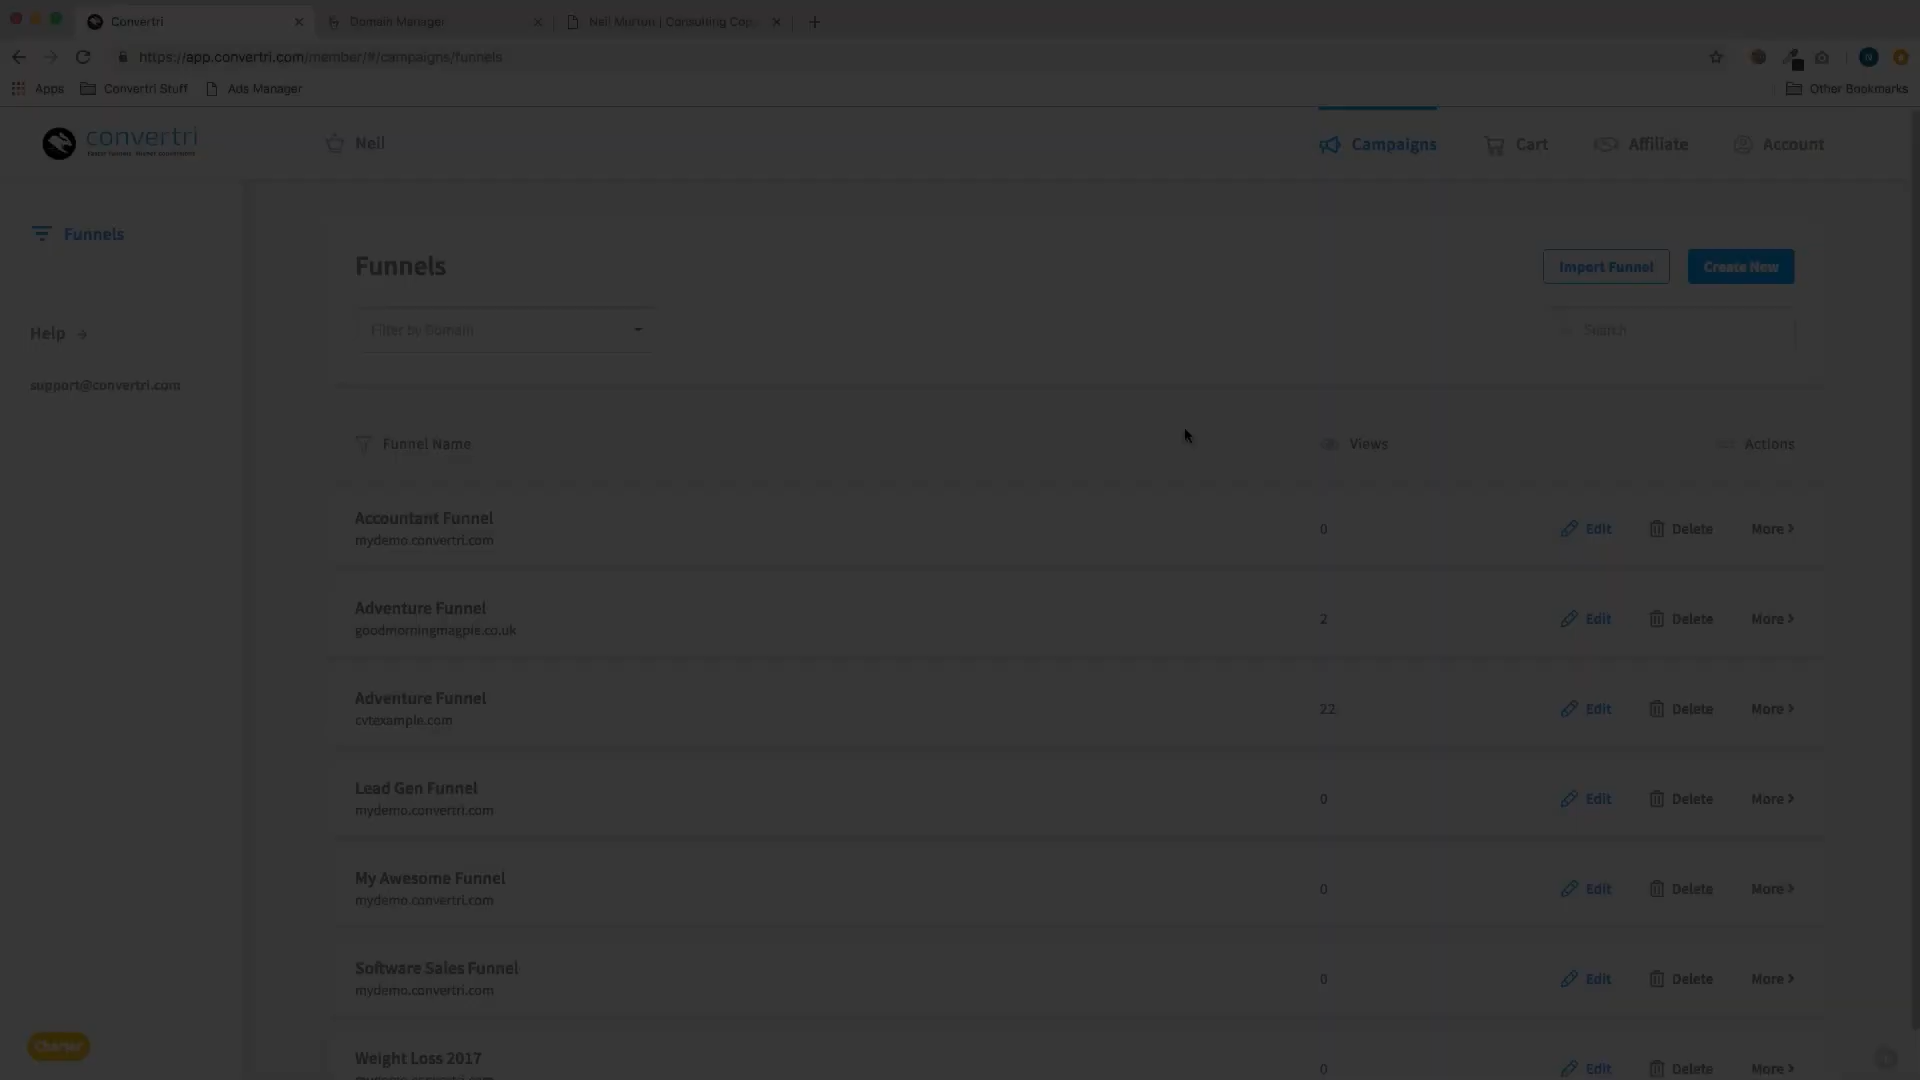 Convertri
Domain Manager
Neil Murton | Consulting Cop
https://app.convertri.com/member/#/campaigns/funnels
Apps
Convertri Stuff
Ads Manager
Other Bookmarks
convertri
Neil
Campaigns
Cart
Affiliate
Account
Funnels
Help
support@convertri.com
Funnels
Import Funnel
Create New
Filter by Domain
Search
Funnel Name
Views
Actions
Accountant Funnel
mydemo.convertri.com
0
Edit
Delete
More >
Adventure Funnel
goodmorningmagpie.co.uk
2
Edit
Delete
More >
Adventure Funnel
cvtexample.com
22
Edit
Delete
More >
Lead Gen Funnel
mydemo.convertri.com
0
Edit
Delete
More >
My Awesome Funnel
mydemo.convertri.com
0
Edit
Delete
More >
Software Sales Funnel
mydemo.convertri.com
0
Edit
Delete
More >
Weight Loss 2017
0
Edit
Delete
More >
Charter